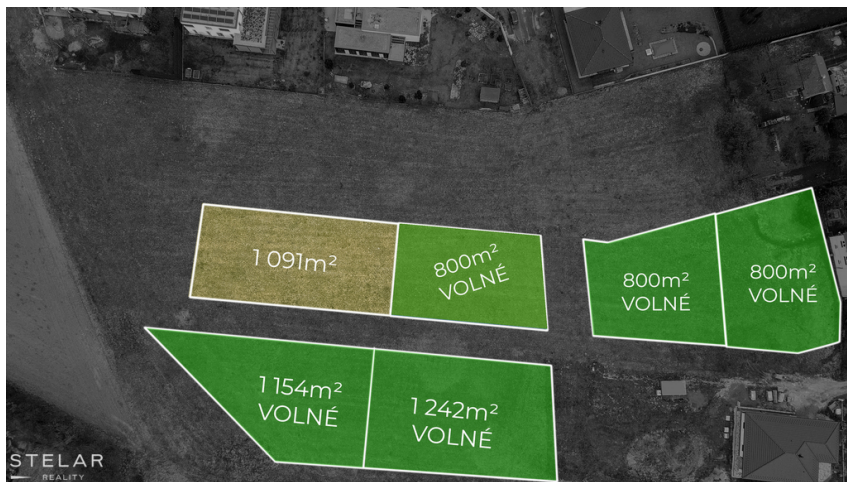 1 091m²
800m²
VOLNÉ
800m²
VOLNÉ
800m²
VOLNÉ
1 154m²
VOLNÉ
1 242m²
VOLNÉ
STELAR
REALITY